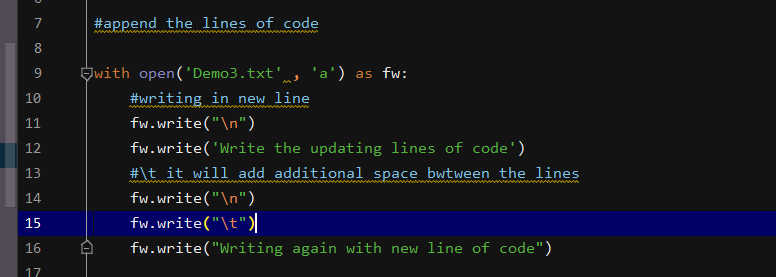 7 #append the lines of code
8
9 with open('Demo3.txt' , 'a') as fw:
10 #writing in new line
11 fw.write("\n")
12 fw.write('Write the updating lines of code')
13 #\t it will add additional space bwtween the lines
14 fw.write("\n")
15 fw.write("\t")
16 fw.write("Writing again with new line of code")
17